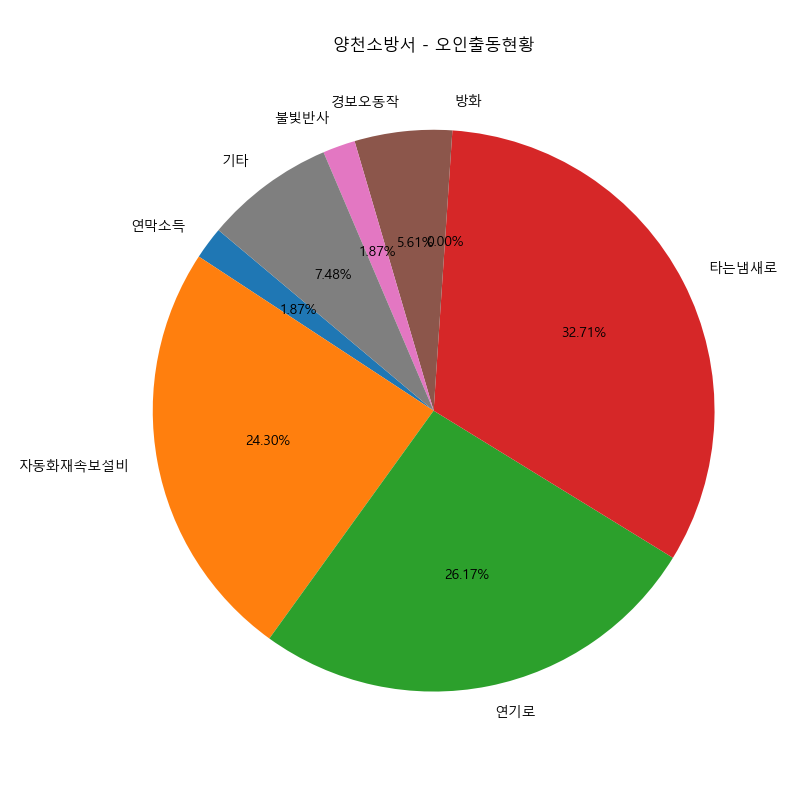 양천소방서 - 오인출동현황
경보오동작
방화
불빛반사
기타
연막소득
타는냄새로
자동화재속보설비
연기로
5.61%
0.00%
1.87%
7.48%
1.87%
32.71%
24.30%
26.17%